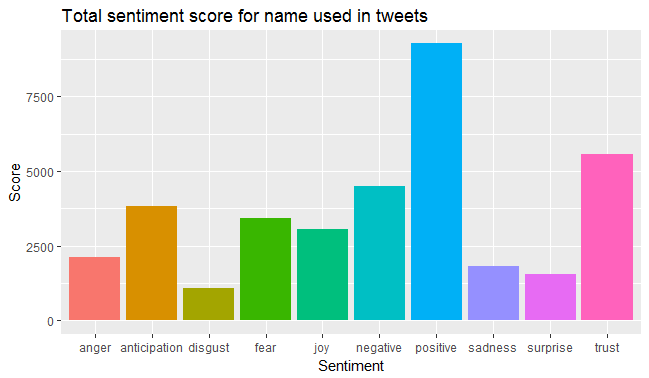 Total sentiment score for name used in tweets
Score
7500
5000
2500
0
anger anticipation disgust fear joy negative positive sadness surprise trust
Sentiment